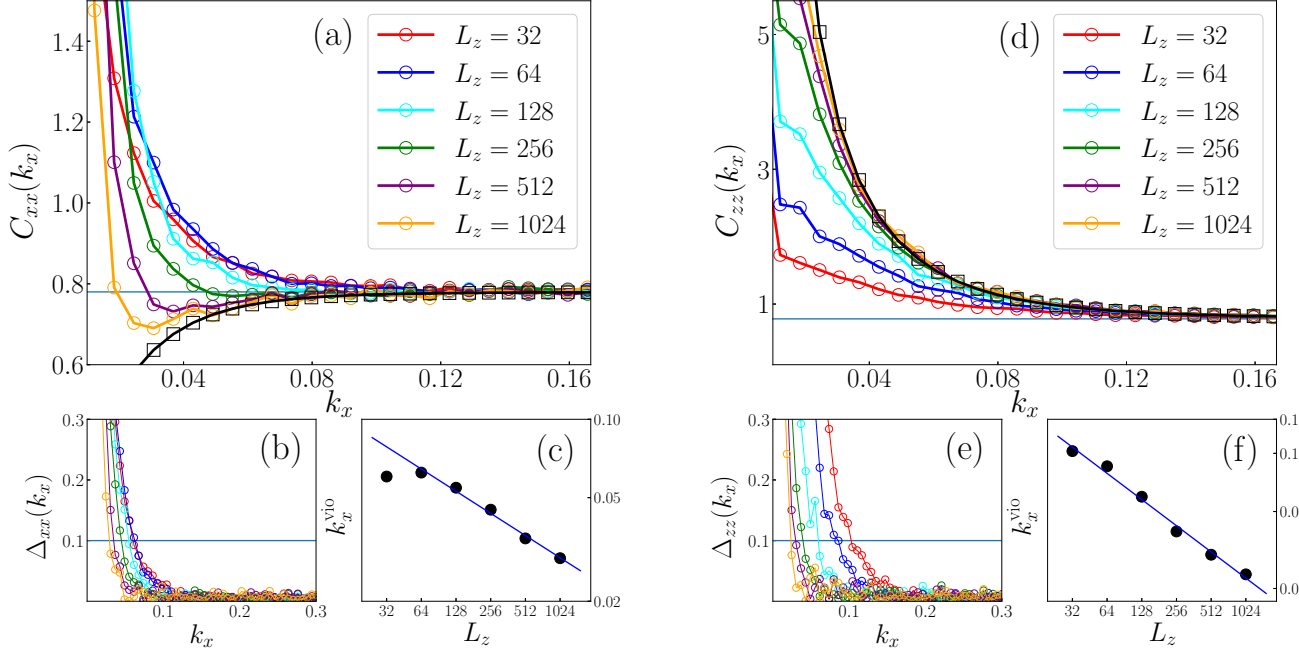 (a)
C_xx(k_x)
1.4
1.2
1.0
0.8
0.6
0.04
0.08
0.12
0.16
k_x
L_z = 32
L_z = 64
L_z = 128
L_z = 256
L_z = 512
L_z = 1024
(d)
C_zz(k_x)
5
3
1
0.04
0.08
0.12
0.16
k_x
L_z = 32
L_z = 64
L_z = 128
L_z = 256
L_z = 512
L_z = 1024
(b)
Δ_xx(k_x)
0.3
0.2
0.1
0.1
0.2
0.3
k_x
(c)
k_x^vio
0.10
0.05
0.02
32
64
128
256
512
1024
L_z
(e)
Δ_zz(k_x)
0.3
0.2
0.1
0.1
0.2
0.3
k_x
(f)
k_x^vio
0.1
0.1
0.0
0.0
32
64
128
256
512
1024
L_z